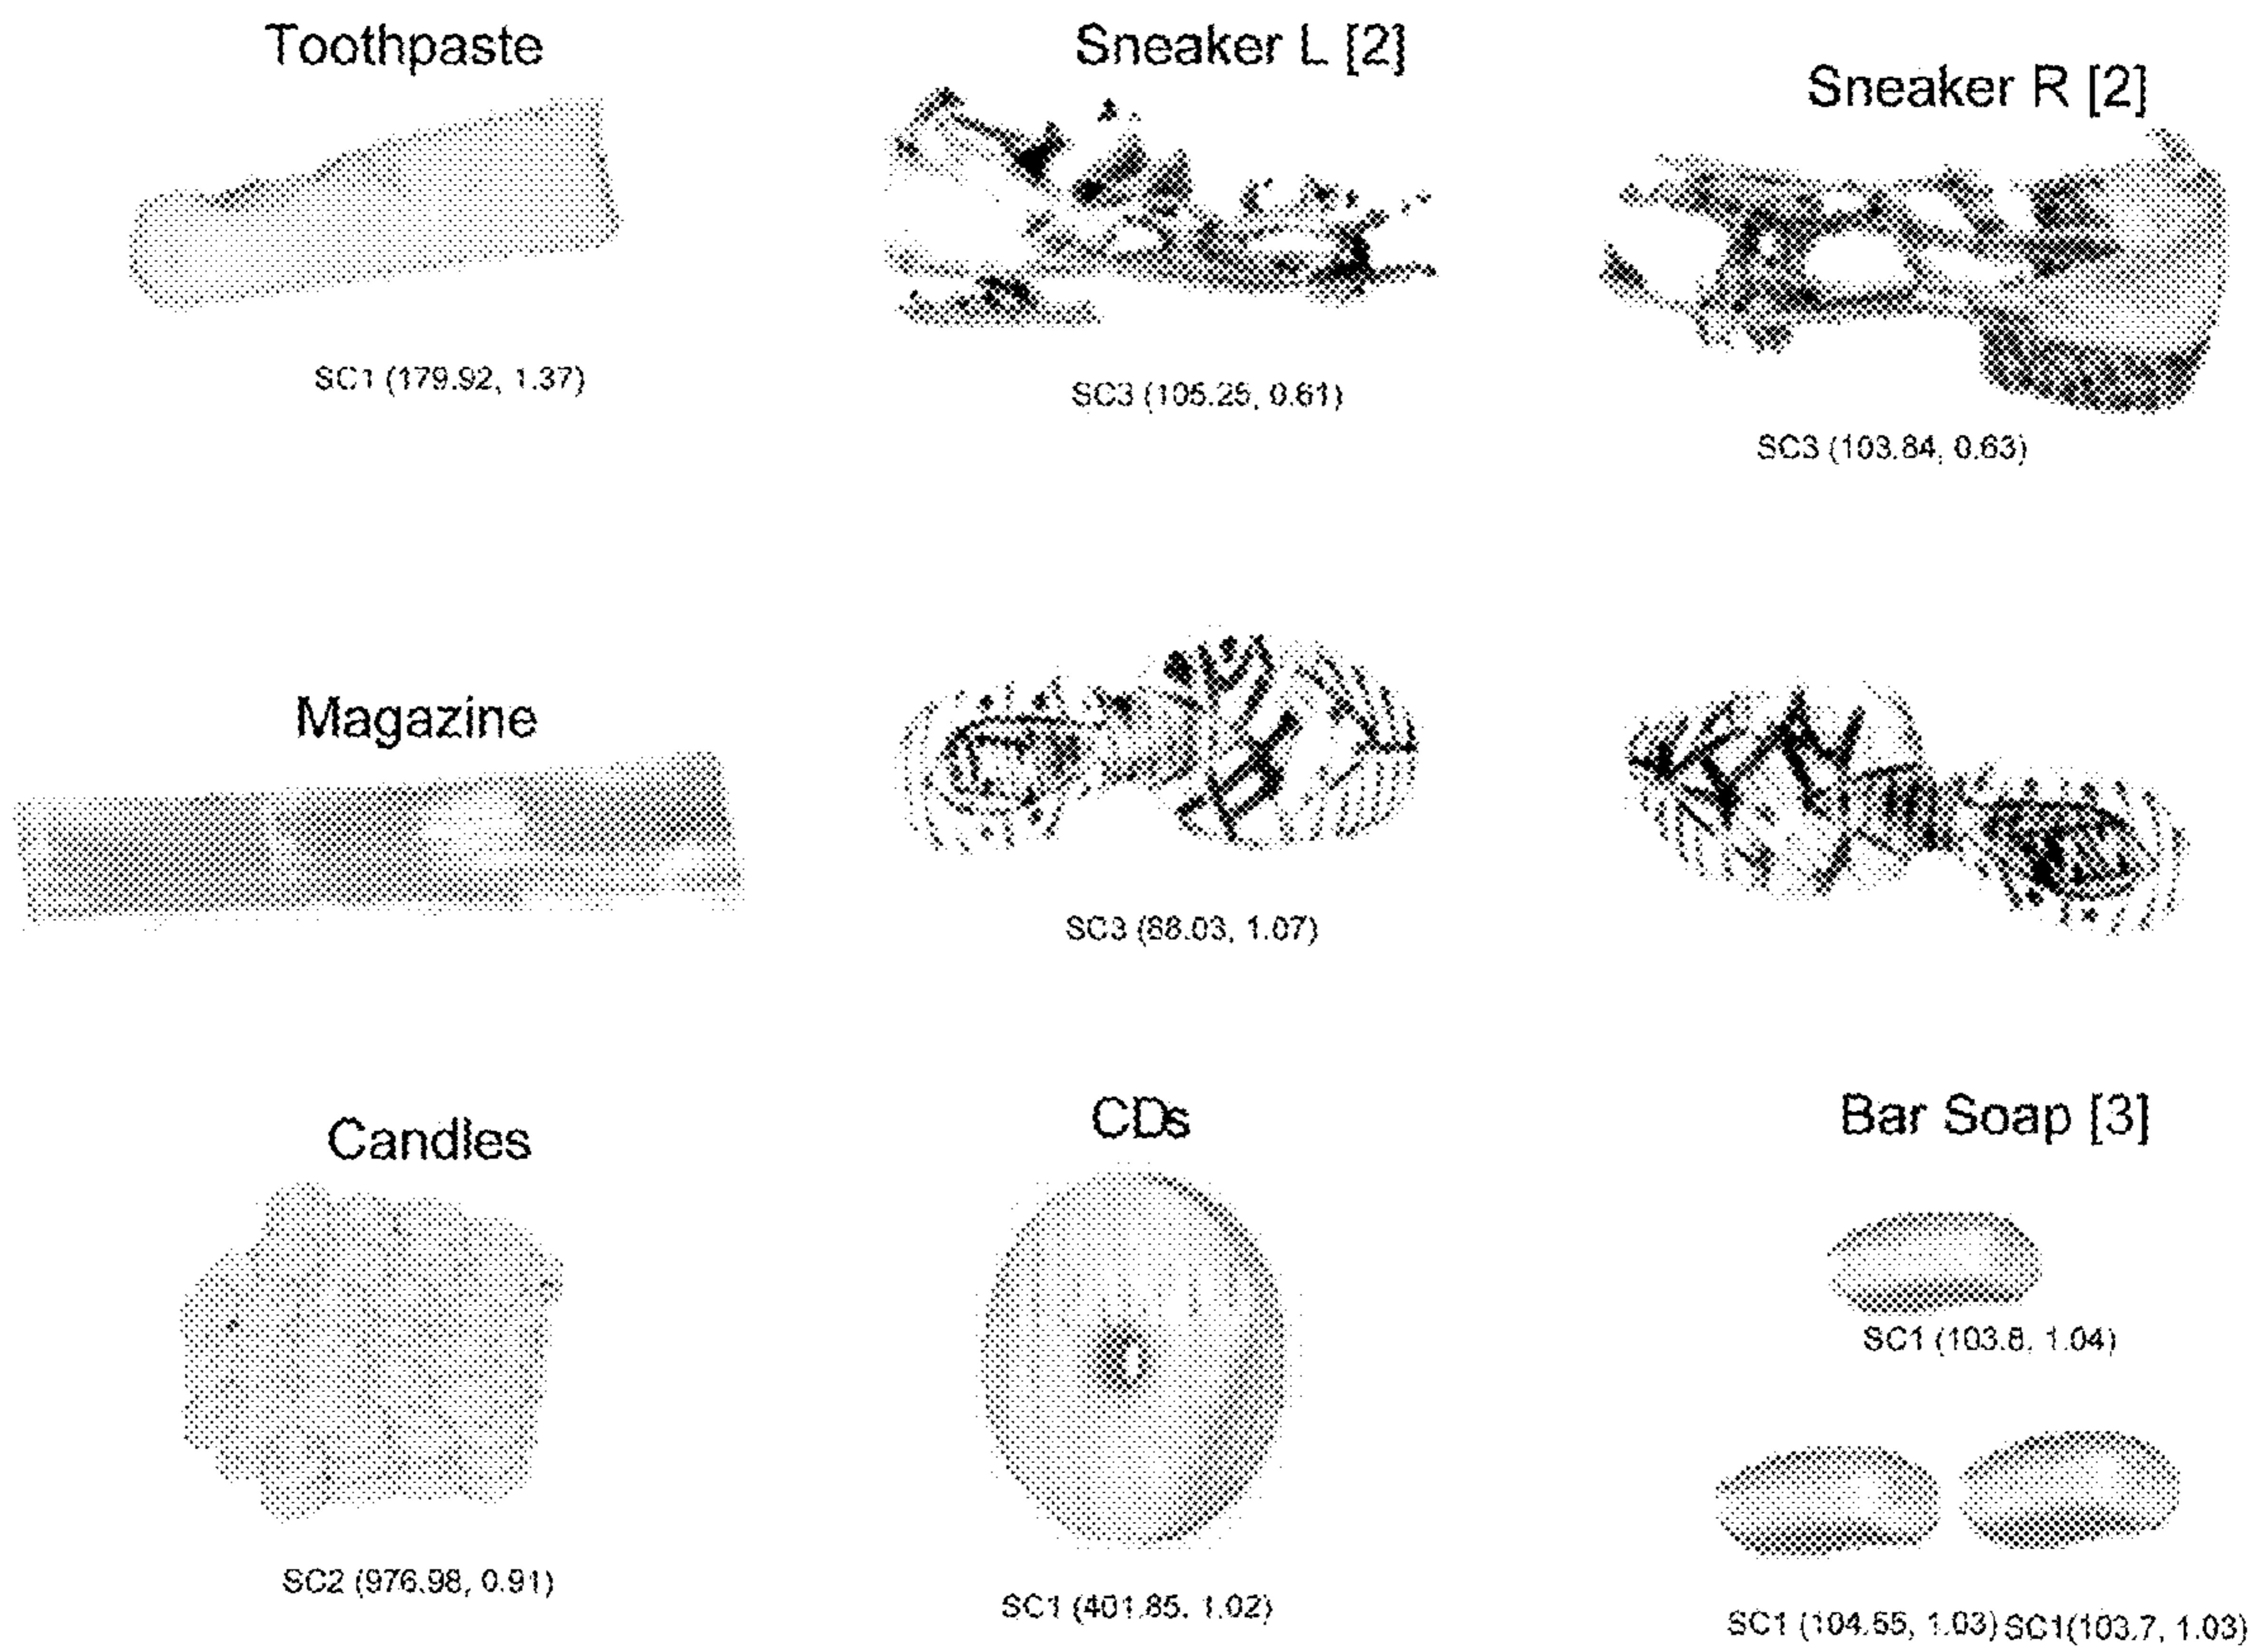 Toothpaste
Sneaker L [2]
Sneaker R [2]
SC1 (179.92, 1.37)
SC3 (105.25, 0.61)
SC3 (103.84, 0.63)
Magazine
SC3 (88.03, 1.07)
Candles
CDs
Bar Soap [3]
SC1 (103.8, 1.04)
SC2 (976.98, 0.91)
SC1 (401.85, 1.02)
SC1 (104.55, 1.03) SC1(103.7, 1.03)